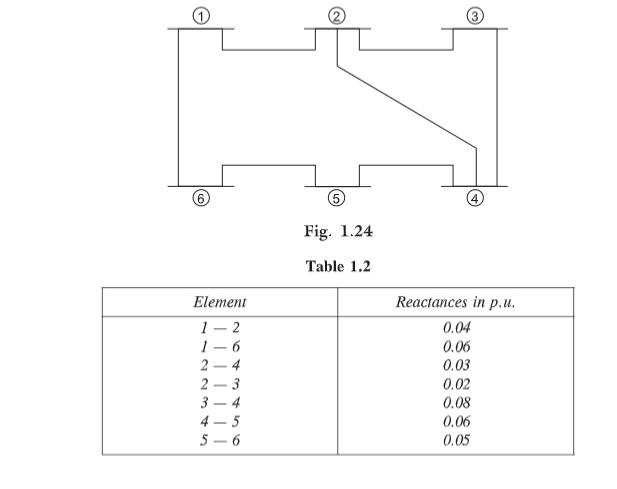 ① ② ③
⑥ ⑤ ④
Fig. 1.24
Table 1.2
Element Reactances in p.u.
1 — 2 0.04
1 — 6 0.06
2 — 4 0.03
2 — 3 0.02
3 — 4 0.08
4 — 5 0.06
5 — 6 0.05